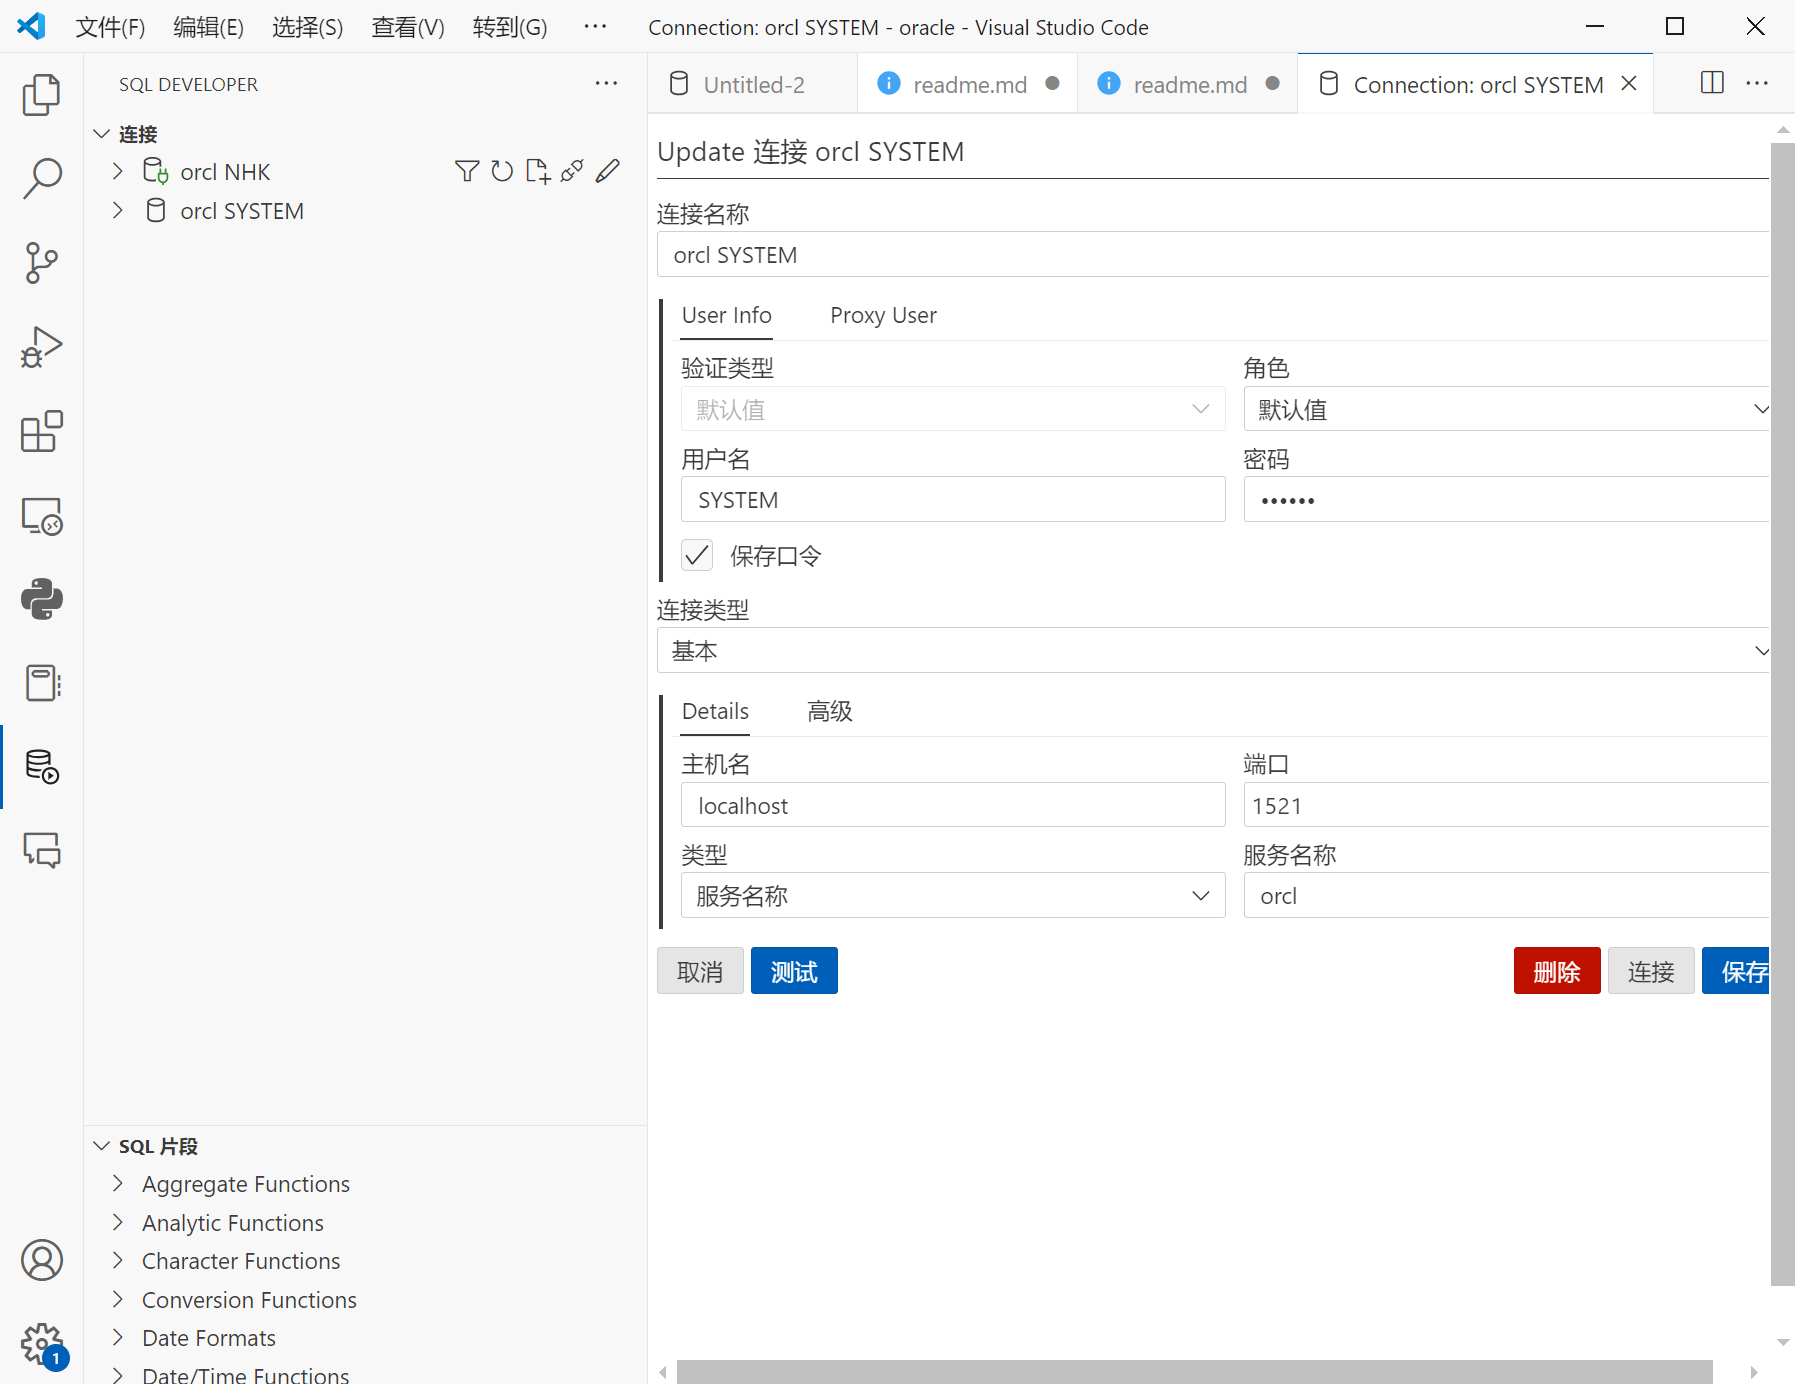 文件(F) 编辑(E) 选择(S) 查看(V) 转到(G) ··· Connection: orcl SYSTEM - oracle - Visual Studio Code
SQL DEVELOPER
连接
orcl NHK
orcl SYSTEM
SQL 片段
Aggregate Functions
Analytic Functions
Character Functions
Conversion Functions
Date Formats
Date/Time Functions
1
Untitled-2 readme.md readme.md Connection: orcl SYSTEM
Update 连接 orcl SYSTEM
连接名称
orcl SYSTEM
User Info Proxy User
验证类型 角色
默认值 默认值
用户名 密码
SYSTEM ••••••
保存口令
连接类型
基本
Details 高级
主机名 端口
localhost 1521
类型 服务名称
服务名称 orcl
取消 测试 删除 连接 保存